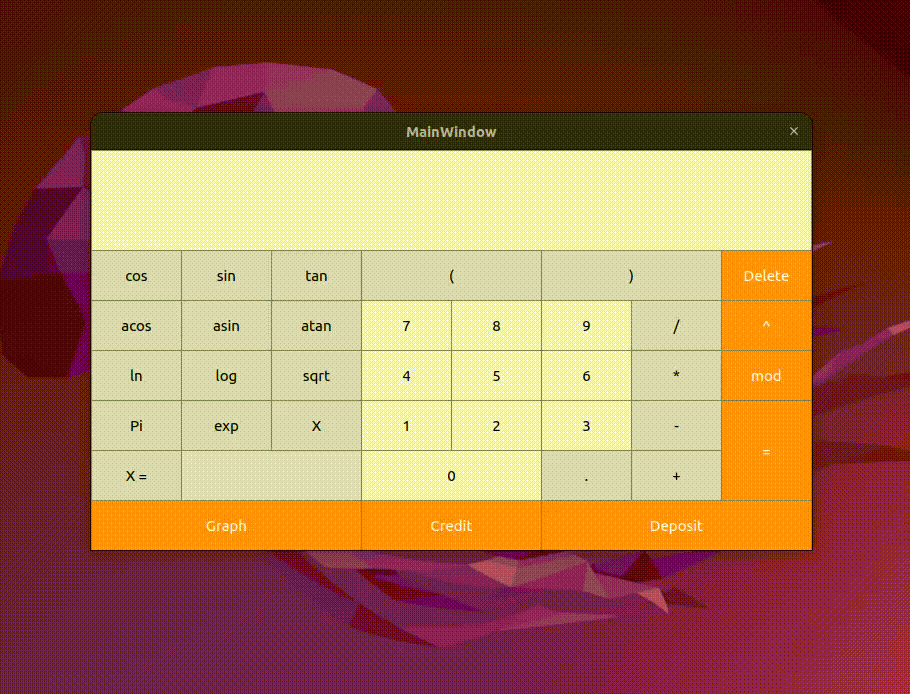 MainWindow ×
cos sin tan ( ) Delete
acos asin atan 7 8 9 / ^
ln log sqrt 4 5 6 * mod
Pi exp X 1 2 3 -
=
X = 0 . +
Graph Credit Deposit